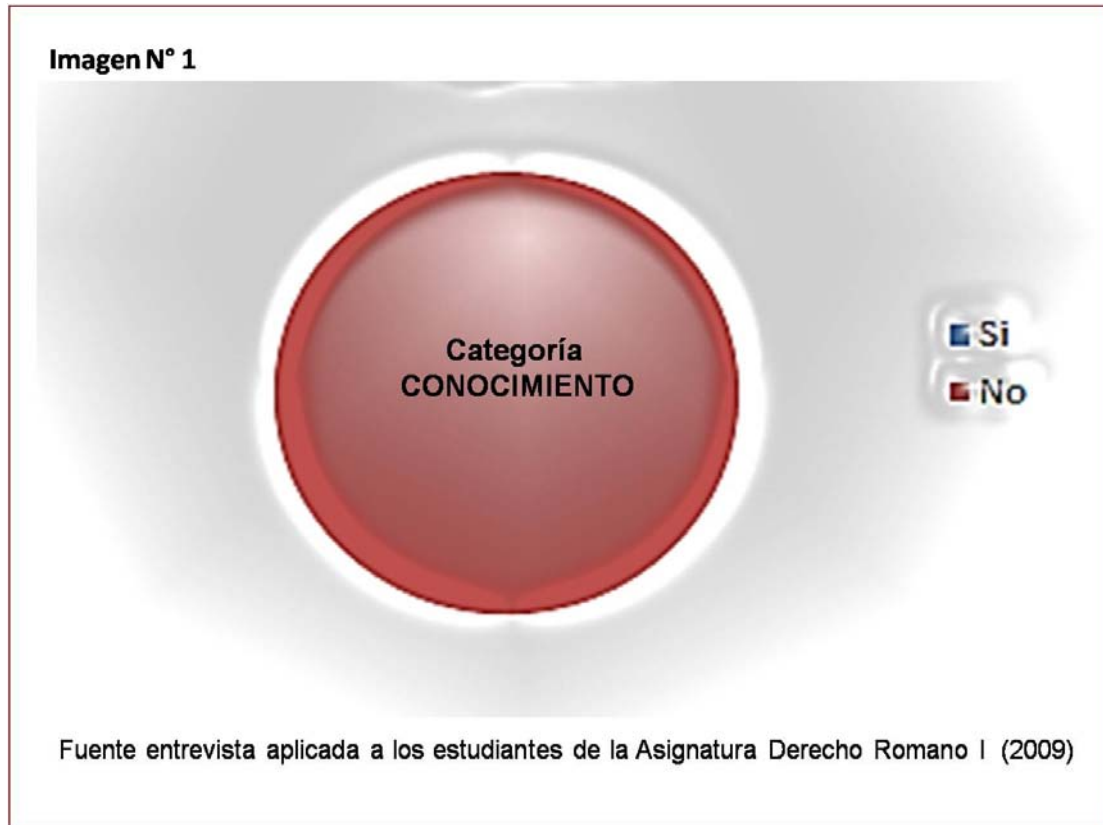 Imagen N° 1
Categoría
CONOCIMIENTO
Si
No
Fuente entrevista aplicada a los estudiantes de la Asignatura Derecho Romano I (2009)